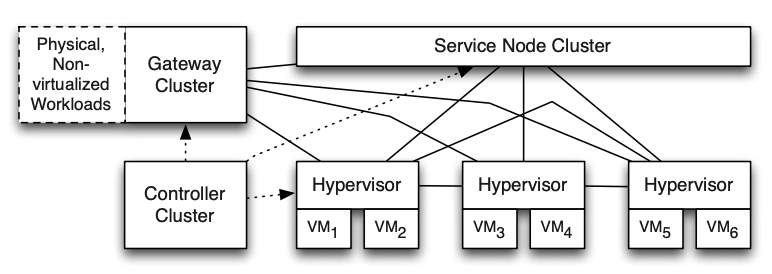 Physical,
Non-
virtualized
Workloads
Gateway
Cluster
Service Node Cluster
Controller
Cluster
Hypervisor
VM1
VM2
Hypervisor
VM3
VM4
Hypervisor
VM5
VM6